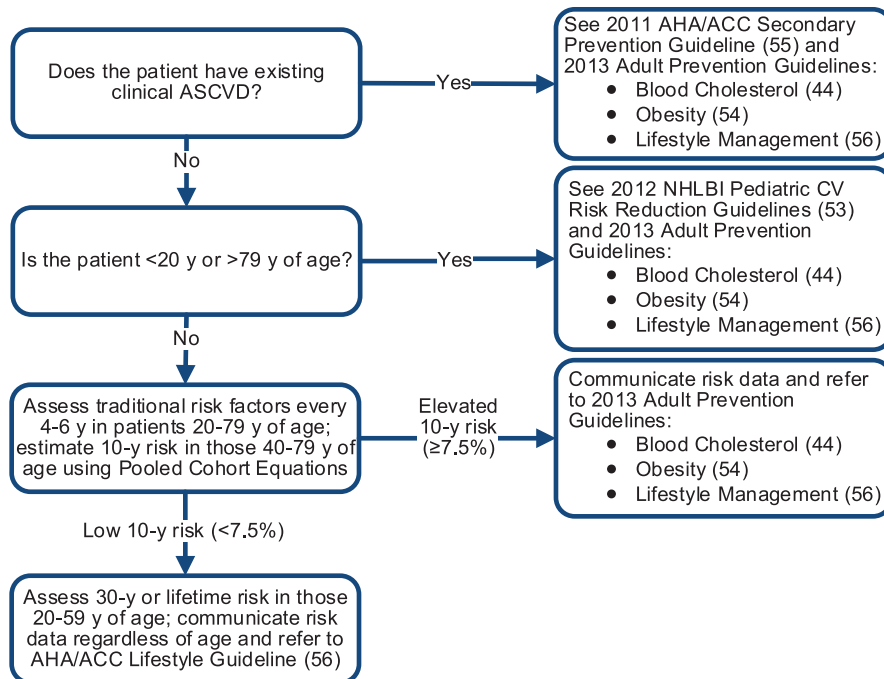 Does the patient have existing
clinical ASCVD?
Yes
See 2011 AHA/ACC Secondary
Prevention Guideline (55) and
2013 Adult Prevention Guidelines:
• Blood Cholesterol (44)
• Obesity (54)
• Lifestyle Management (56)
No
Is the patient <20 y or >79 y of age?
Yes
See 2012 NHLBI Pediatric CV
Risk Reduction Guidelines (53)
and 2013 Adult Prevention
Guidelines:
• Blood Cholesterol (44)
• Obesity (54)
• Lifestyle Management (56)
No
Assess traditional risk factors every
4-6 y in patients 20-79 y of age;
estimate 10-y risk in those 40-79 y of
age using Pooled Cohort Equations
Elevated
10-y risk
(≥7.5%)
Communicate risk data and refer
to 2013 Adult Prevention
Guidelines:
• Blood Cholesterol (44)
• Obesity (54)
• Lifestyle Management (56)
Low 10-y risk (<7.5%)
Assess 30-y or lifetime risk in those
20-59 y of age; communicate risk
data regardless of age and refer to
AHA/ACC Lifestyle Guideline (56)